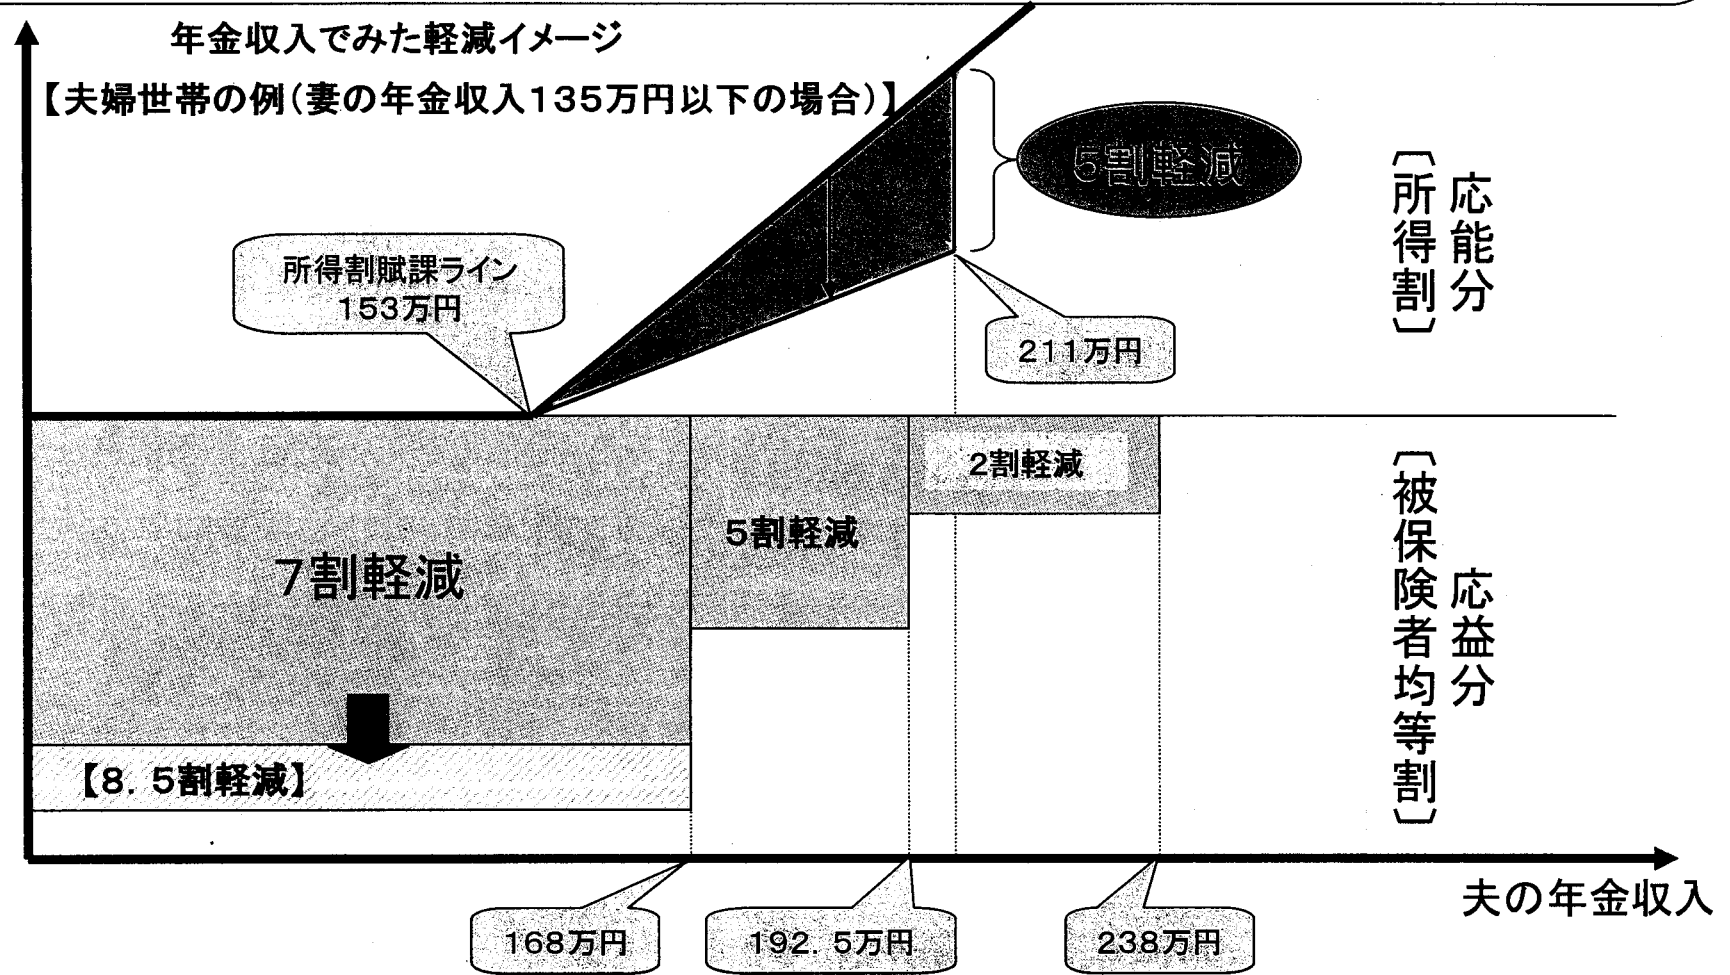 年金収入でみた軽減イメージ
【夫婦世帯の例(妻の年金収入135万円以下の場合)】
5割軽減
応能分
〔所得割〕
所得割賦課ライン
153万円
211万円
2割軽減
5割軽減
7割軽減
応益分
〔被保険者均等割〕
【8.5割軽減】
夫の年金収入
168万円
192.5万円
238万円